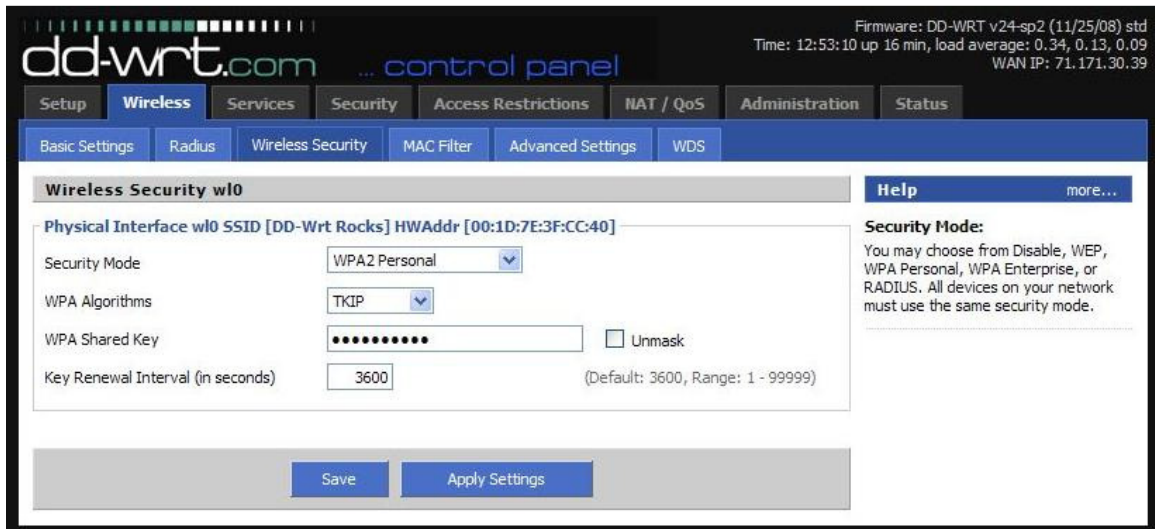 Firmware: DD-WRT v24-sp2 (11/25/08) std
Time: 12:53:10 up 16 min, load average: 0.34, 0.13, 0.09
WAN IP: 71.171.30.39
dd-wrt.com ... control panel
Setup Wireless Services Security Access Restrictions NAT / QoS Administration Status
Basic Settings Radius Wireless Security MAC Filter Advanced Settings WDS
Wireless Security wl0
Physical Interface wl0 SSID [DD-Wrt Rocks] HWAddr [00:1D:7E:3F:CC:40]
Security Mode WPA2 Personal
WPA Algorithms TKIP
WPA Shared Key •••••••••• Unmask
Key Renewal Interval (in seconds) 3600 (Default: 3600, Range: 1 - 99999)
Save Apply Settings
Help more...
Security Mode:
You may choose from Disable, WEP,
WPA Personal, WPA Enterprise, or
RADIUS. All devices on your network
must use the same security mode.